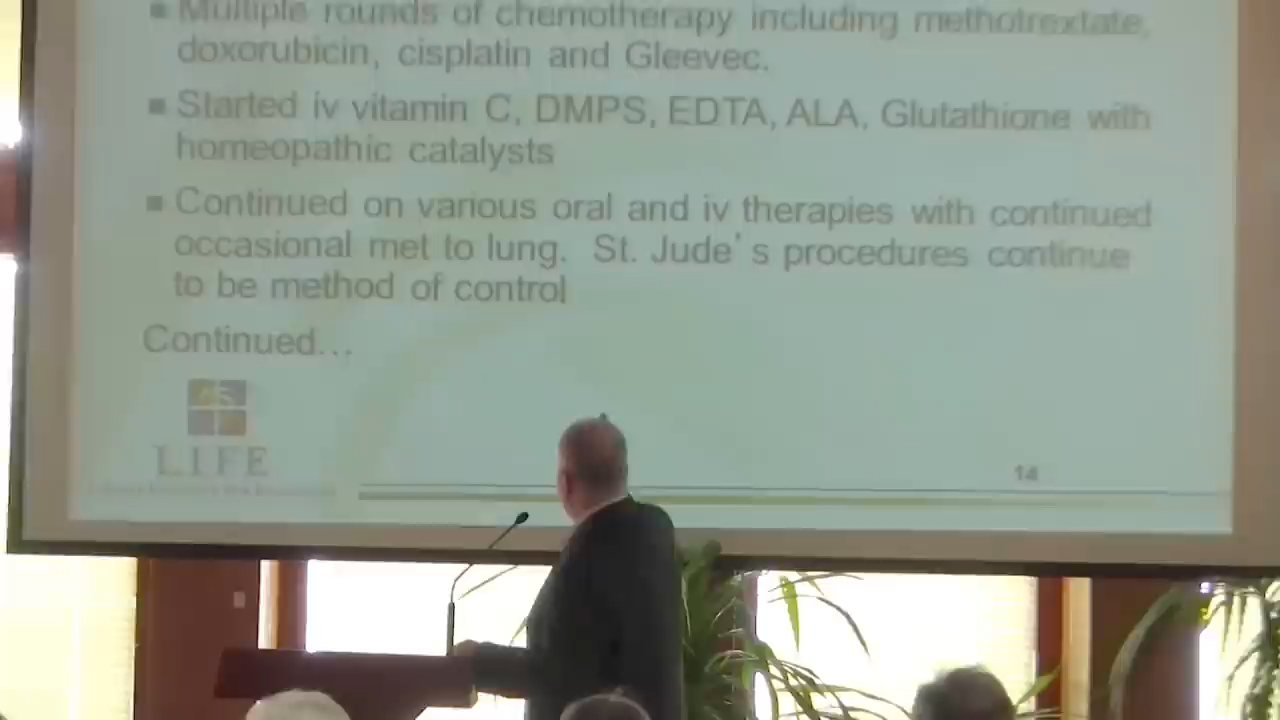 ▪ Multiple rounds of chemotherapy including methotrextate,
doxorubicin, cisplatin and Gleevec.
▪ Started iv vitamin C, DMPS, EDTA, ALA, Glutathione with
homeopathic catalysts
▪ Continued on various oral and iv therapies with continued
occasional met to lung. St. Jude's procedures continue
to be method of control
Continued...
LIFE
14